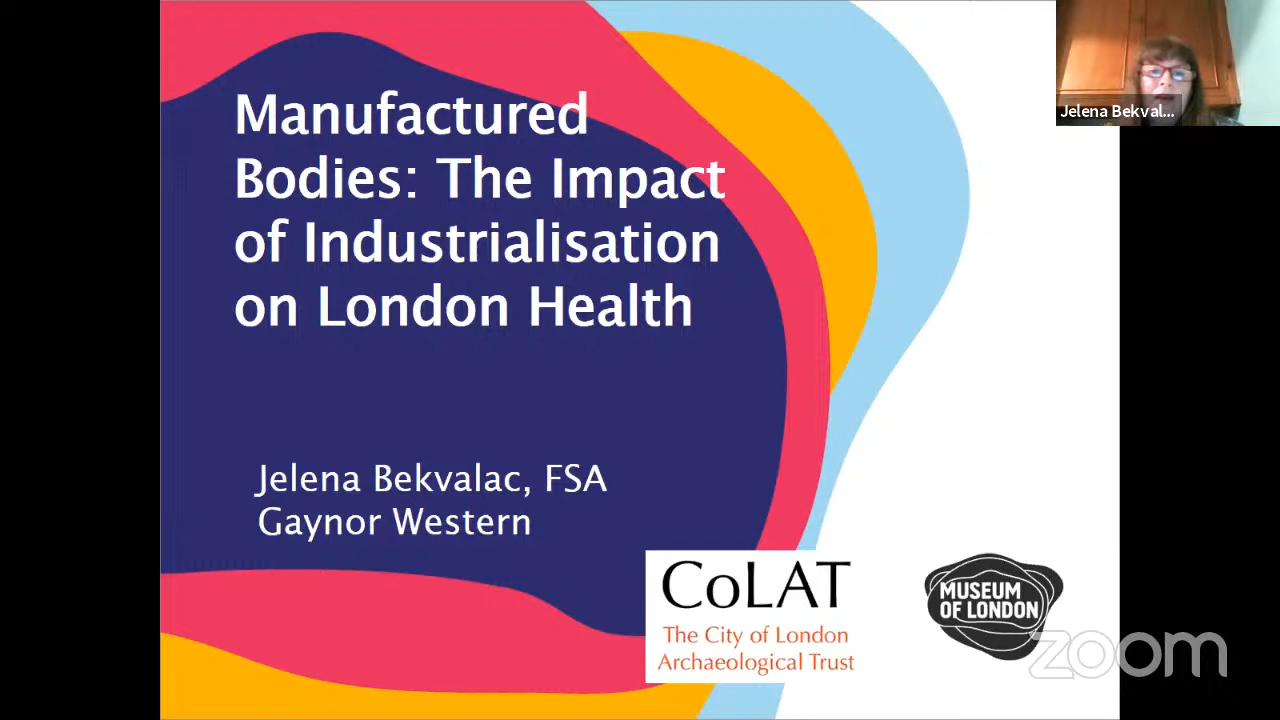 Manufactured
Bodies: The Impact
of Industrialisation
on London Health
Jelena Bekvalac, FSA
Gaynor Western
CoLAT
The City of London
Archaeological Trust
MUSEUM
OF LONDON
zoom
Jelena Bekval...